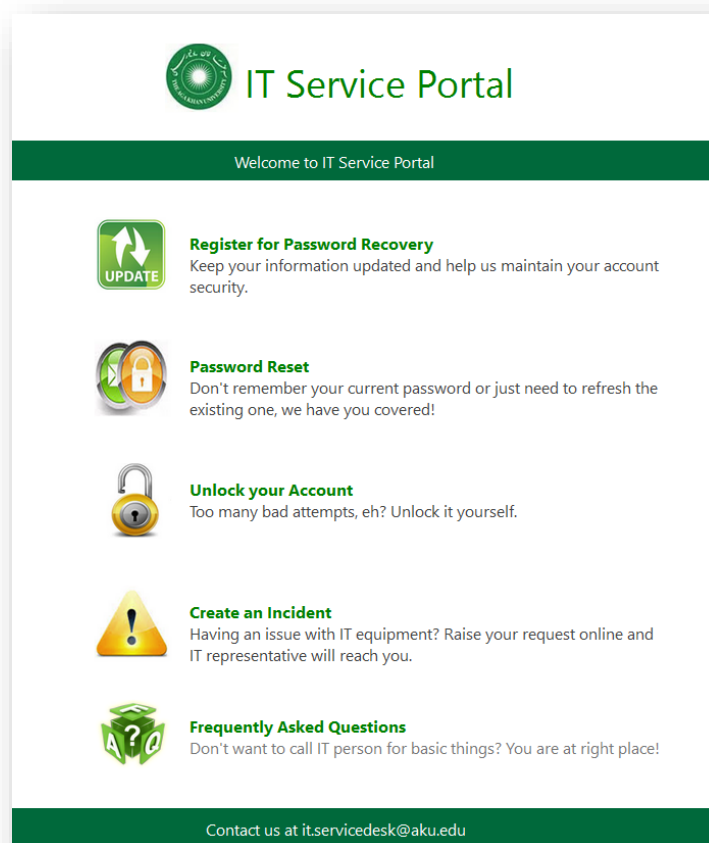 THE AGA KHAN UNIVERSITY
IT Service Portal
Welcome to IT Service Portal
UPDATE
Register for Password Recovery
Keep your information updated and help us maintain your account
security.
Password Reset
Don't remember your current password or just need to refresh the
existing one, we have you covered!
Unlock your Account
Too many bad attempts, eh? Unlock it yourself.
Create an Incident
Having an issue with IT equipment? Raise your request online and
IT representative will reach you.
F
A ? Q
Frequently Asked Questions
Don't want to call IT person for basic things? You are at right place!
Contact us at it.servicedesk@aku.edu